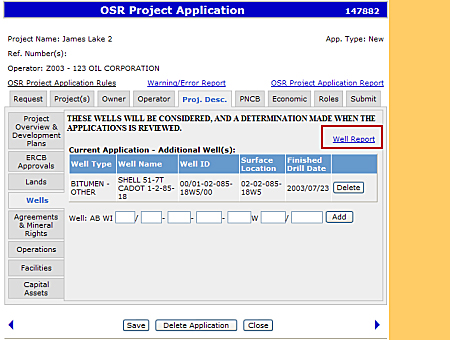 OSR Project Application 147882
Project Name: James Lake 2 App. Type: New
Ref. Number(s):
Operator: Z003 - 123 OIL CORPORATION
OSR Project Application Rules Warning/Error Report OSR Project Application Report
Request Project(s) Owner Operator Proj. Desc. PNCB Economic Roles Submit
Project Overview & Development Plans
ERCB Approvals
Lands
Wells
Agreements & Mineral Rights
Operations
Facilities
Capital Assets
THESE WELLS WILL BE CONSIDERED, AND A DETERMINATION MADE WHEN THE
APPLICATIONS IS REVIEWED.
Well Report
Current Application - Additional Well(s):
Well Type Well Name Well ID Surface Location Finished Drill Date
BITUMEN - OTHER SHELL 51-7T CADOT 1-2-85-18 00/01-02-085-18W5/00 02-02-085-18W5 2003/07/23 Delete
Well: AB WI / - - - W / Add
Save Delete Application Close